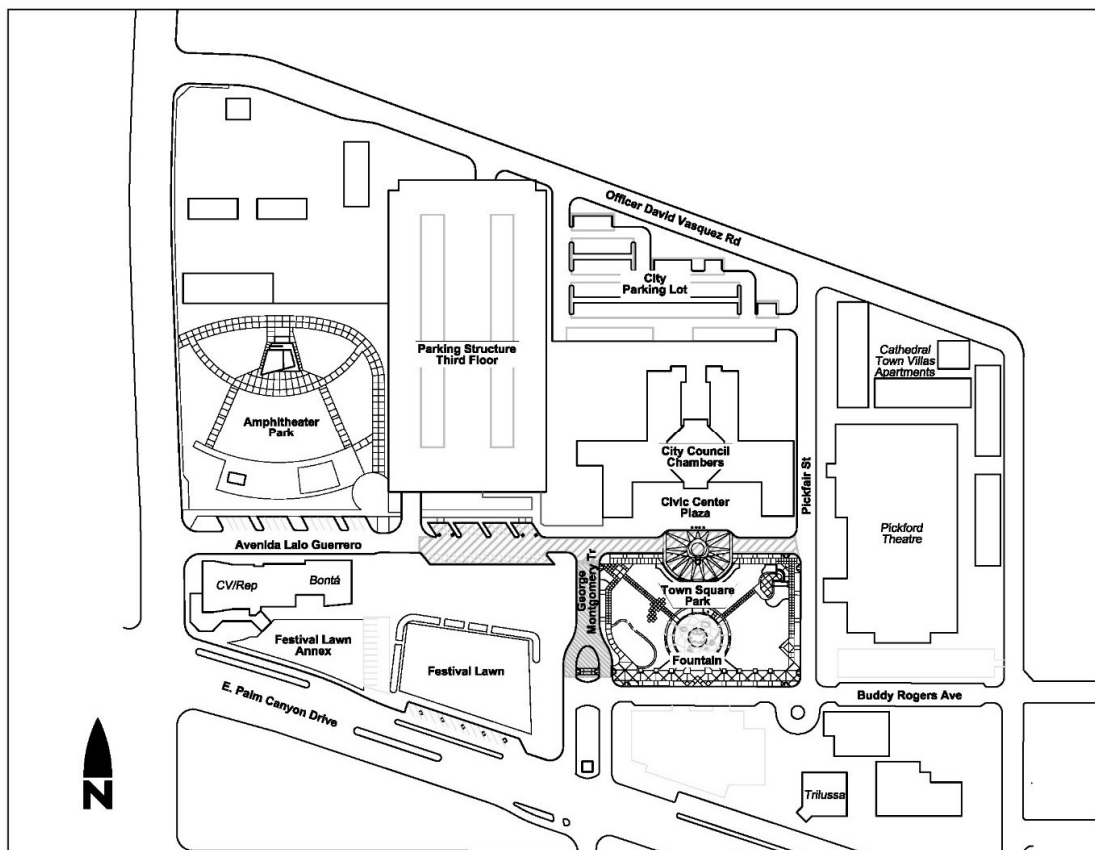 Officer David Vasquez Rd
City
Parking Lot
Parking Structure
Third Floor
Cathedral
Town Villas
Apartments
Amphitheater
Park
City Council
Chambers
Pickfair St
Civic Center
Plaza
Pickford
Theatre
Avenida Lalo Guerrero
George
Montgomery Tr
CV/Rep
Bontá
Town Square
Park
Festival Lawn
Annex
Festival Lawn
Fountain
E. Palm Canyon Drive
Buddy Rogers Ave
Trilussa
N